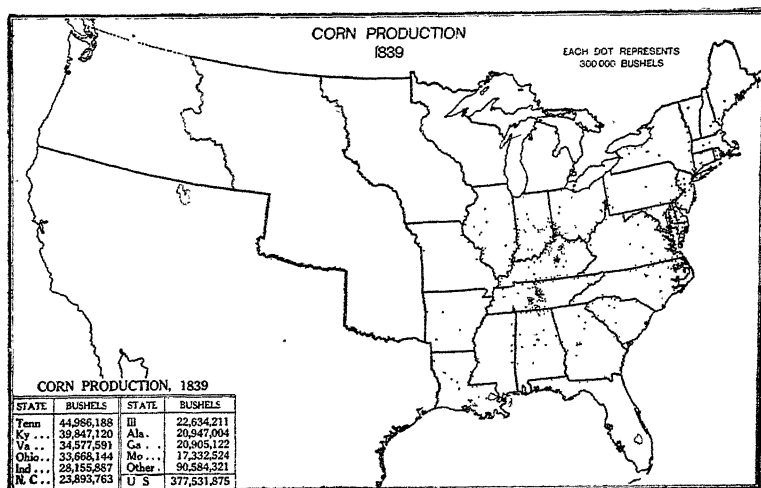 CORN PRODUCTION
1839
EACH DOT REPRESENTS
300000 BUSHELS
CORN PRODUCTION, 1839
STATE BUSHELS STATE BUSHELS
Tenn 44,986,188 Ill 22,634,211
Ky ... 39,847,120 Ala. 20,947,004
Va .. 34,577,591 Ga .. 20,905,122
Ohio.. 33,668,144 Mo ... 17,332,524
Ind ... 28,155,887 Other. 90,584,321
N. C .. 23,893,763 U S 377,531,875